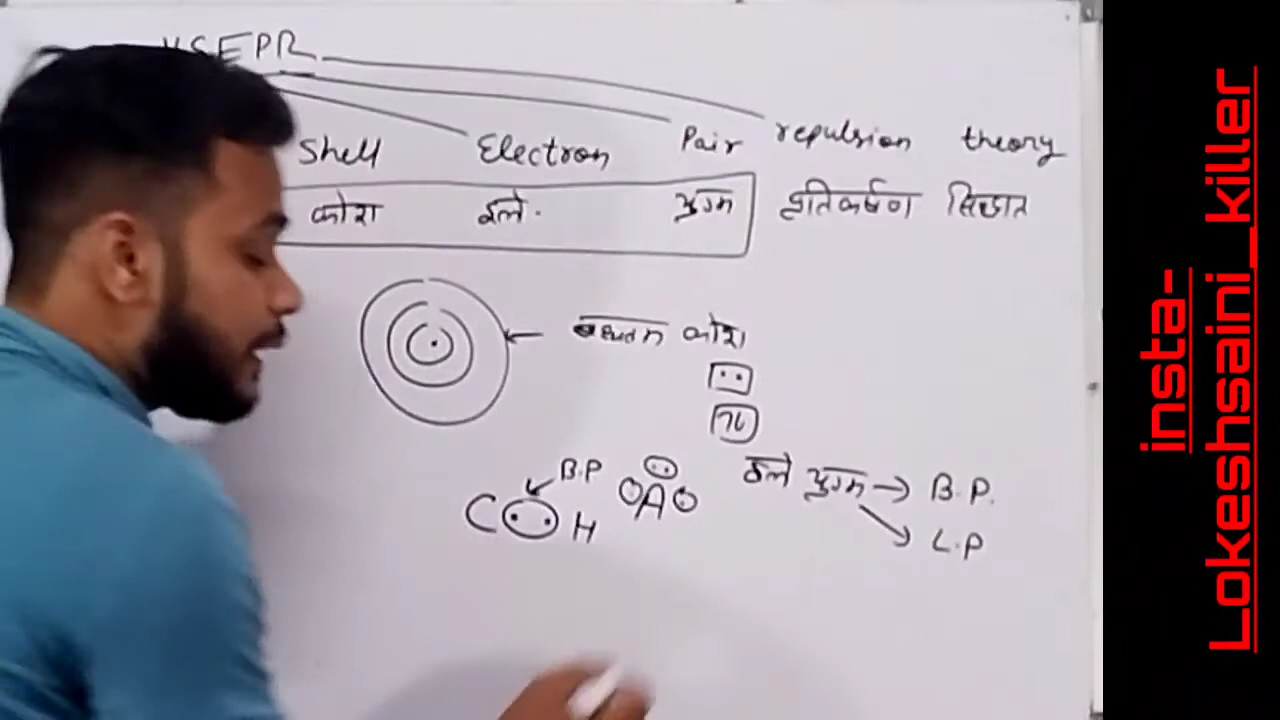 VSEPR
Shell Electron Pair repulsion theory
कोश इले. युग्म प्रतिकर्षण सिद्धांत
कोश
B.P
इले युग्म → B.P.
L.P
C H A
insta-
Lokeshsaini_killer